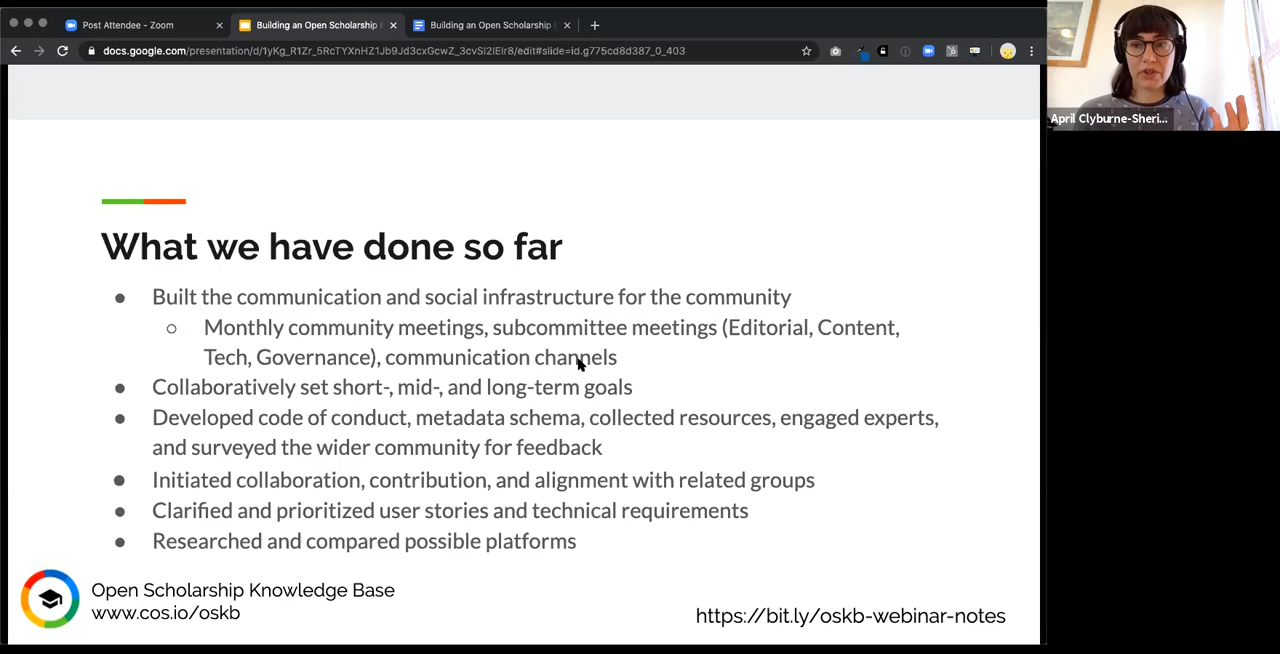 Post Attendee - Zoom
Building an Open Scholarship
Building an Open Scholarship
docs.google.com/presentation/d/1yKg_R1Zr_5RcTYXnHZ1Jb9Jd3cxGcwZ_3cvSl2lElr8/edit#slide=id.g775cd8d387_0_403
April Clyburne-Sheri...
What we have done so far
● Built the communication and social infrastructure for the community
○ Monthly community meetings, subcommittee meetings (Editorial, Content,
Tech, Governance), communication channels
● Collaboratively set short-, mid-, and long-term goals
● Developed code of conduct, metadata schema, collected resources, engaged experts,
and surveyed the wider community for feedback
● Initiated collaboration, contribution, and alignment with related groups
● Clarified and prioritized user stories and technical requirements
● Researched and compared possible platforms
Open Scholarship Knowledge Base
www.cos.io/oskb
https://bit.ly/oskb-webinar-notes